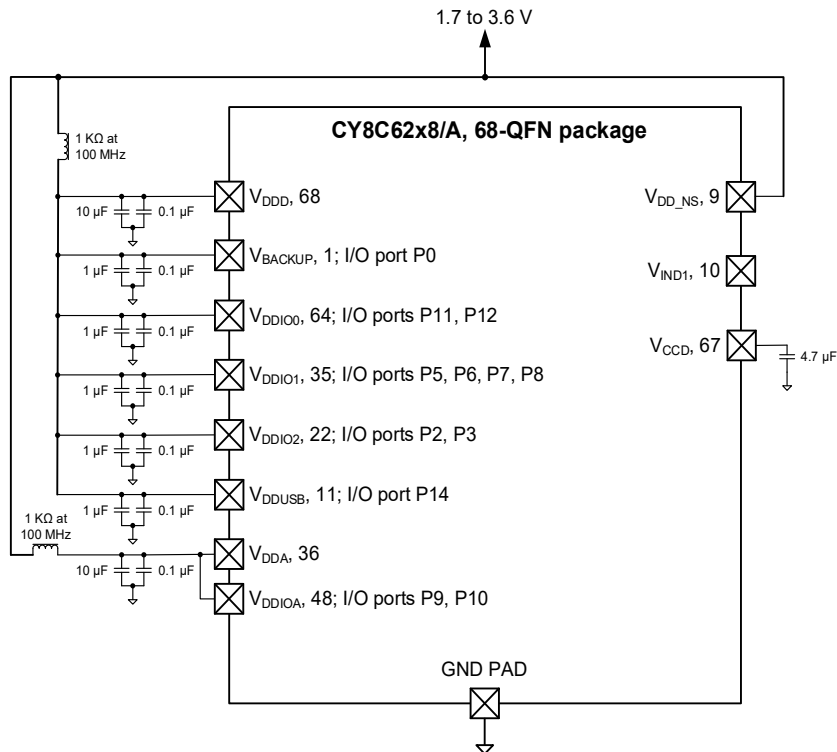 1.7 to 3.6 V
1 KΩ at
100 MHz
CY8C62x8/A, 68-QFN package
10 µF
0.1 µF
VDDD, 68
VDD_NS, 9
1 µF
0.1 µF
VBACKUP, 1; I/O port P0
VIND1, 10
1 µF
0.1 µF
VDDIO0, 64; I/O ports P11, P12
VCCD, 67
4.7 µF
1 µF
0.1 µF
VDDIO1, 35; I/O ports P5, P6, P7, P8
1 µF
0.1 µF
VDDIO2, 22; I/O ports P2, P3
1 µF
0.1 µF
VDDUSB, 11; I/O port P14
1 KΩ at
100 MHz
10 µF
0.1 µF
VDDA, 36
VDDIOA, 48; I/O ports P9, P10
GND PAD